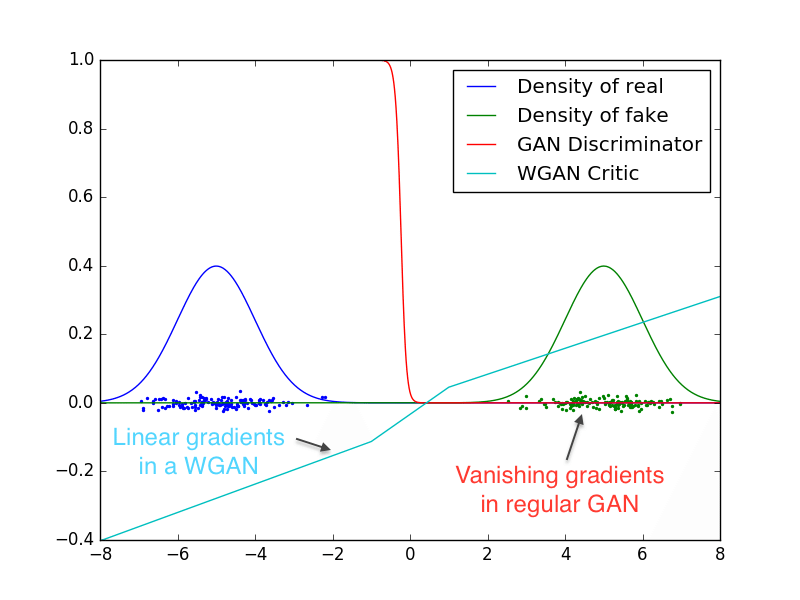 1.0
0.8
0.6
0.4
0.2
0.0
−0.2
−0.4
−8
−6
−4
−2
0
2
4
6
8
Density of real
Density of fake
GAN Discriminator
WGAN Critic
Linear gradients
in a WGAN
Vanishing gradients
in regular GAN